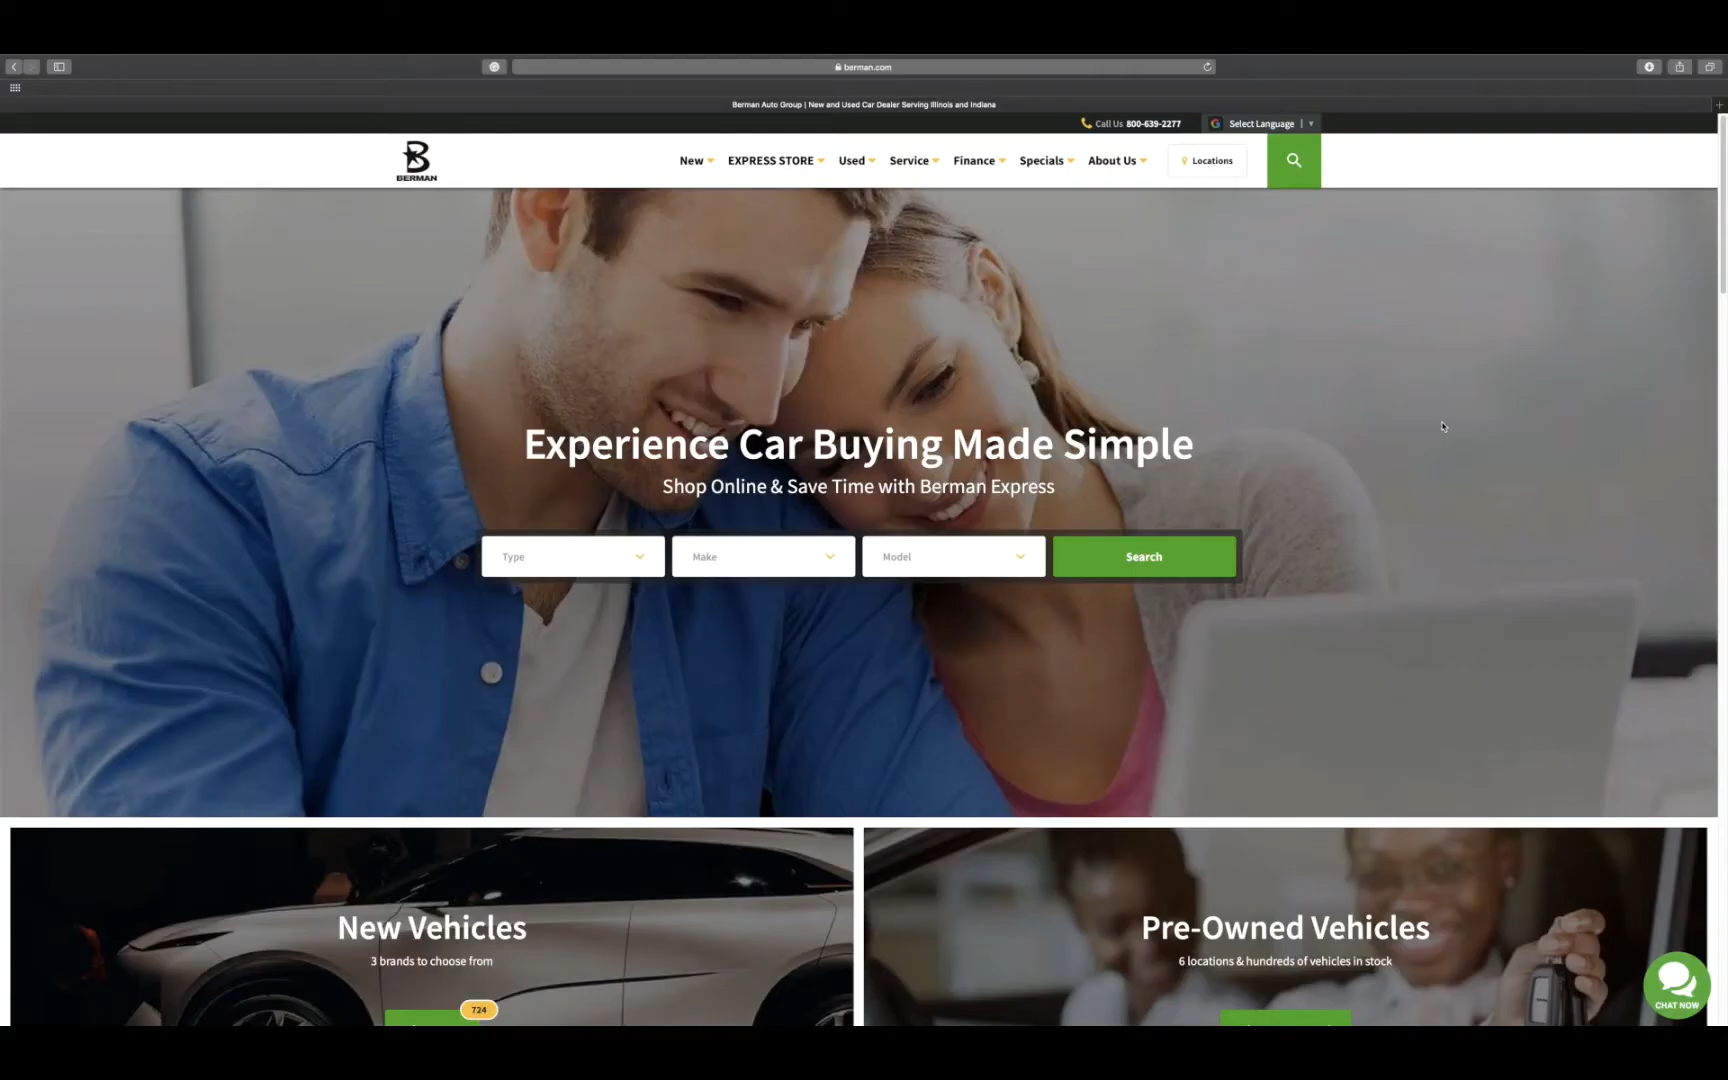 berman.com
Berman Auto Group | New and Used Car Dealer Serving Illinois and Indiana
Call Us 800-639-2277
Select Language
BERMAN
New
EXPRESS STORE
Used
Service
Finance
Specials
About Us
Locations
Experience Car Buying Made Simple
Shop Online & Save Time with Berman Express
Type
Make
Model
Search
New Vehicles
3 brands to choose from
724
Pre-Owned Vehicles
6 locations & hundreds of vehicles in stock
CHAT NOW